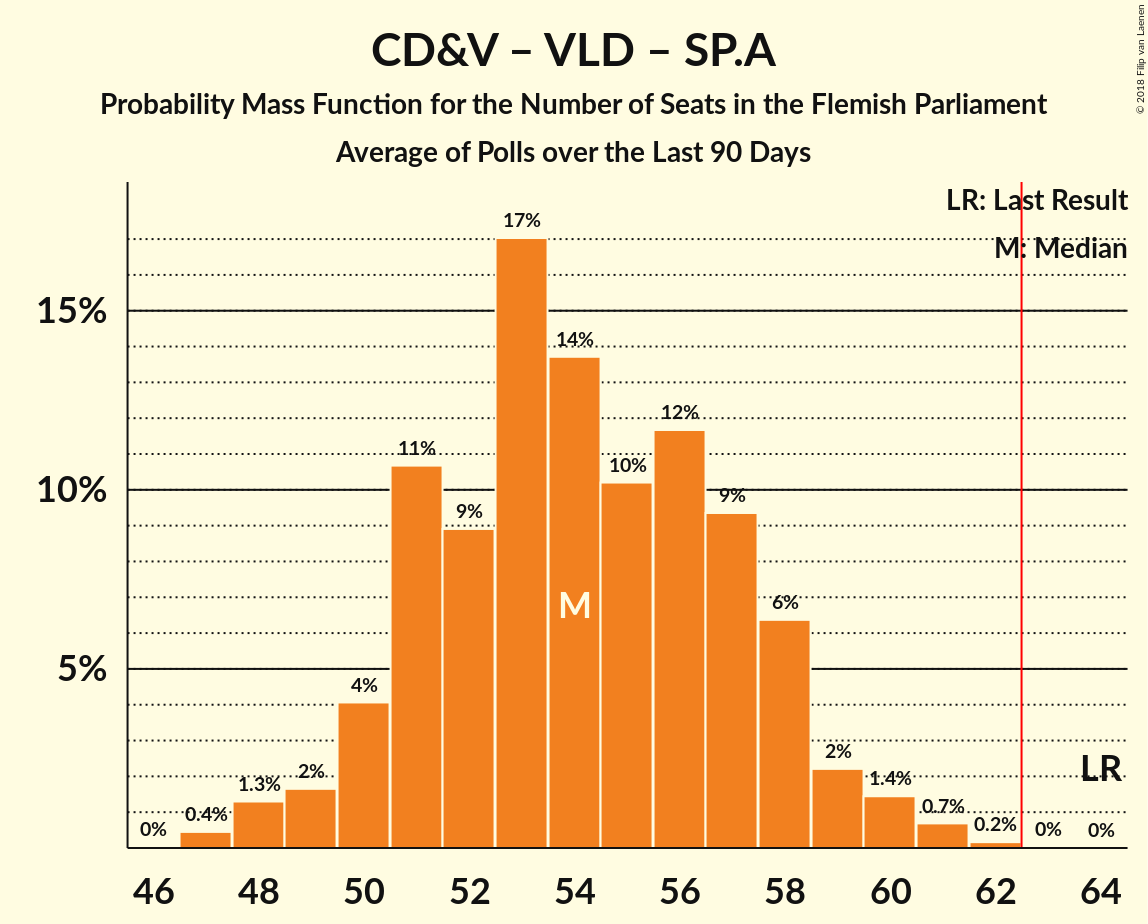 CD&V – VLD – SP.A
Probability Mass Function for the Number of Seats in the Flemish Parliament
Average of Polls over the Last 90 Days
© 2018 Filip van Laenen
LR: Last Result
M: Median
17%
15%
14%
12%
11%
10%
10%
9%
9%
M
6%
5%
4%
2%
LR
2%
1.3%
1.4%
0.4%
0.7%
0%
0.2%
0%
0%
46 48 50 52 54 56 58 60 62 64